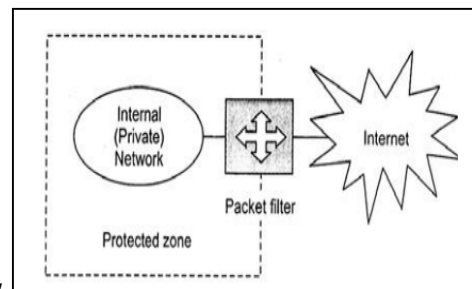 Internal
(Private)
Network
Internet
Packet filter
Protected zone